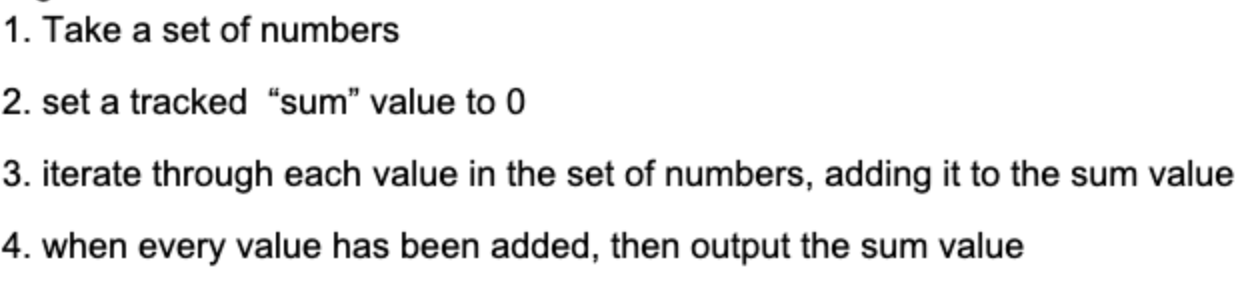 1. Take a set of numbers
2. set a tracked  “sum” value to 0
3. iterate through each value in the set of numbers, adding it to the sum value
4. when every value has been added, then output the sum value